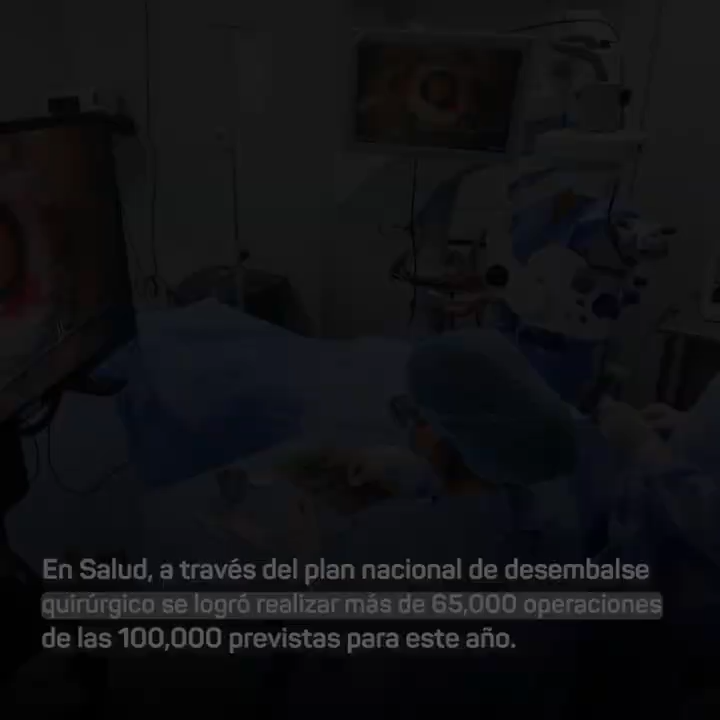 En Salud, a través del plan nacional de desembalse
quirúrgico se logró realizar más de 65,000 operaciones
de las 100,000 previstas para este año.